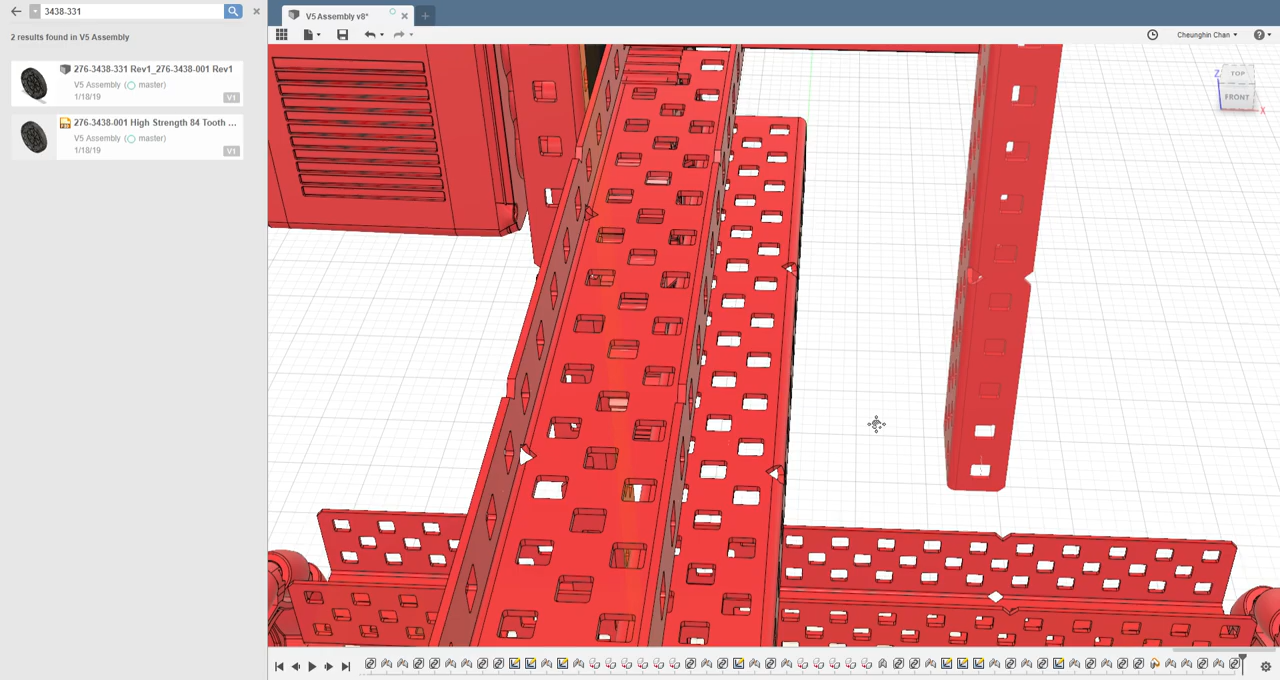 3438-331
2 results found in V5 Assembly
276-3438-331 Rev1_276-3438-001 Rev1
V5 Assembly (master)
1/18/19
V1
276-3438-001 High Strength 84 Tooth ...
V5 Assembly (master)
1/18/19
V1
V5 Assembly v8*
Cheunghin Chan
TOP
FRONT
Z
X